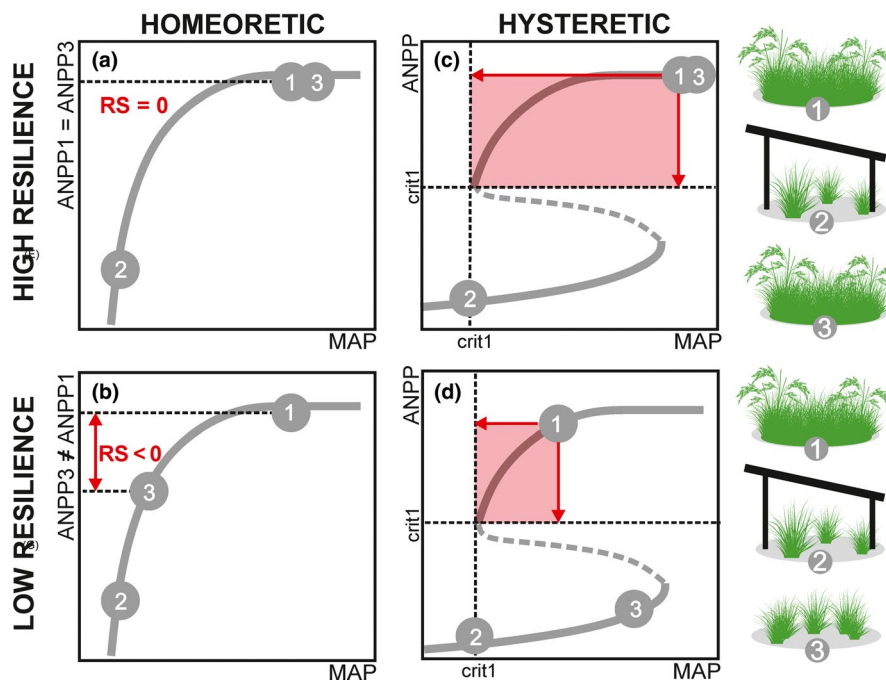 HOMEORETIC
HYSTERETIC
HIGH RESILIENCE
(a)
ANPP1 = ANPP3
RS = 0
1
3
2
MAP
(c)
ANPP
crit1
1 3
2
crit1
MAP
1
2
3
LOW RESILIENCE
(b)
ANPP3 ≠ ANPP1
RS < 0
1
3
2
MAP
(d)
ANPP
crit1
1
3
2
crit1
MAP
1
2
3